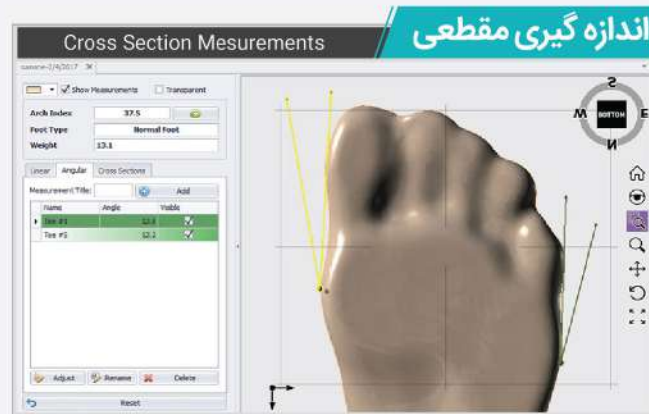 اندازه گیری مقطعی
Cross Section Mesurements
Show Measurements
Transparent
Arch Index 37.5
Foot Type Normal Foot
Weight 13.1
Linear Angular Cross Sections
Measurement Title: Add
Name Angle Visible
Toe #1
Toe #5 12.2
Adjust Rename Delete
Reset
S
W BOTTOM E
N